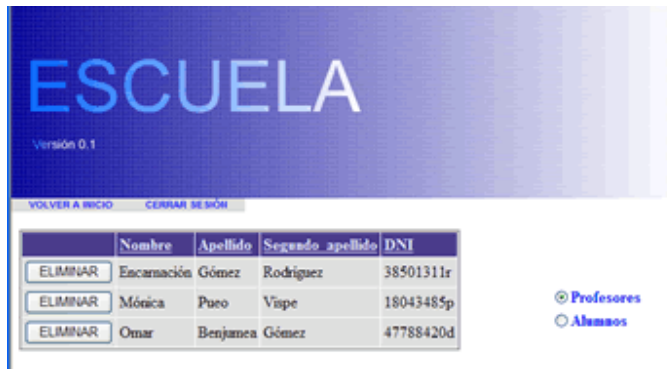 ESCUELA
Versión 0.1
VOLVER A INICIO CERRAR SESIÓN
Nombre Apellido Segundo_apellido DNI
ELIMINAR Encarnación Gómez Rodríguez 38501311r
ELIMINAR Mónica Pueo Vispe 18043485p
ELIMINAR Omar Benjumea Gómez 47788420d
Profesores
Alumnos